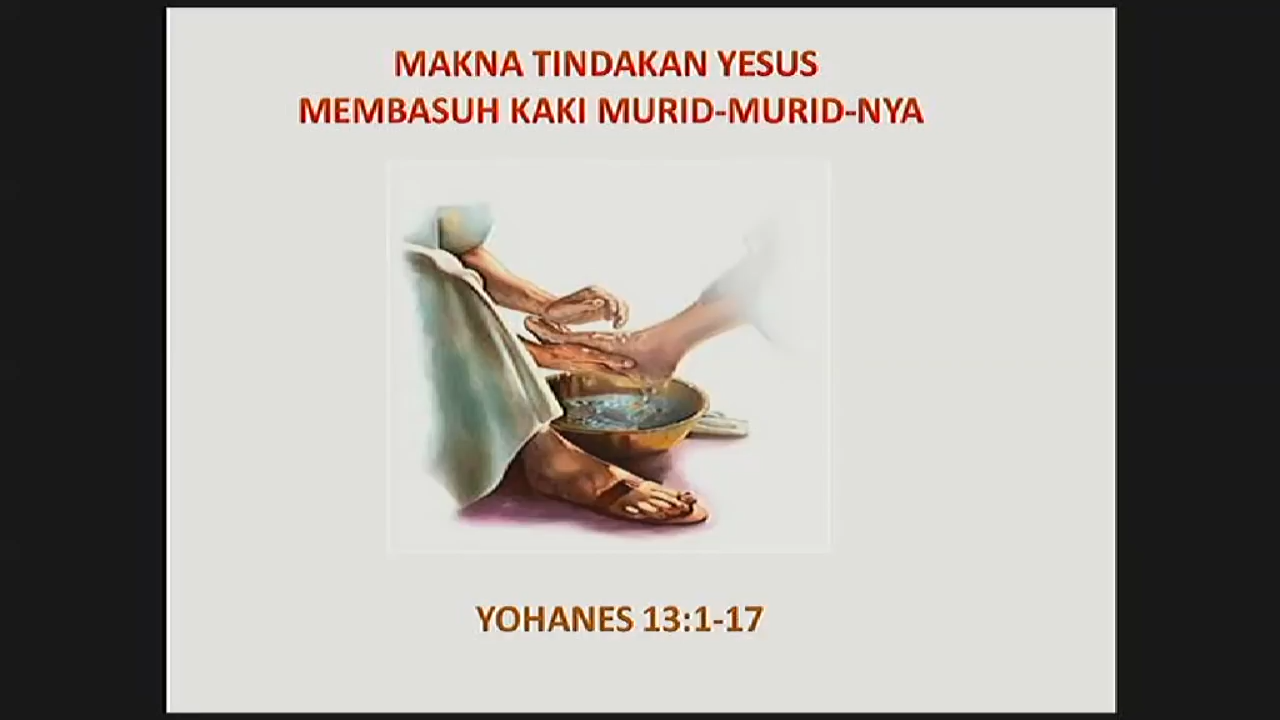 MAKNA TINDAKAN YESUS
MEMBASUH KAKI MURID-MURID-NYA
YOHANES 13:1-17